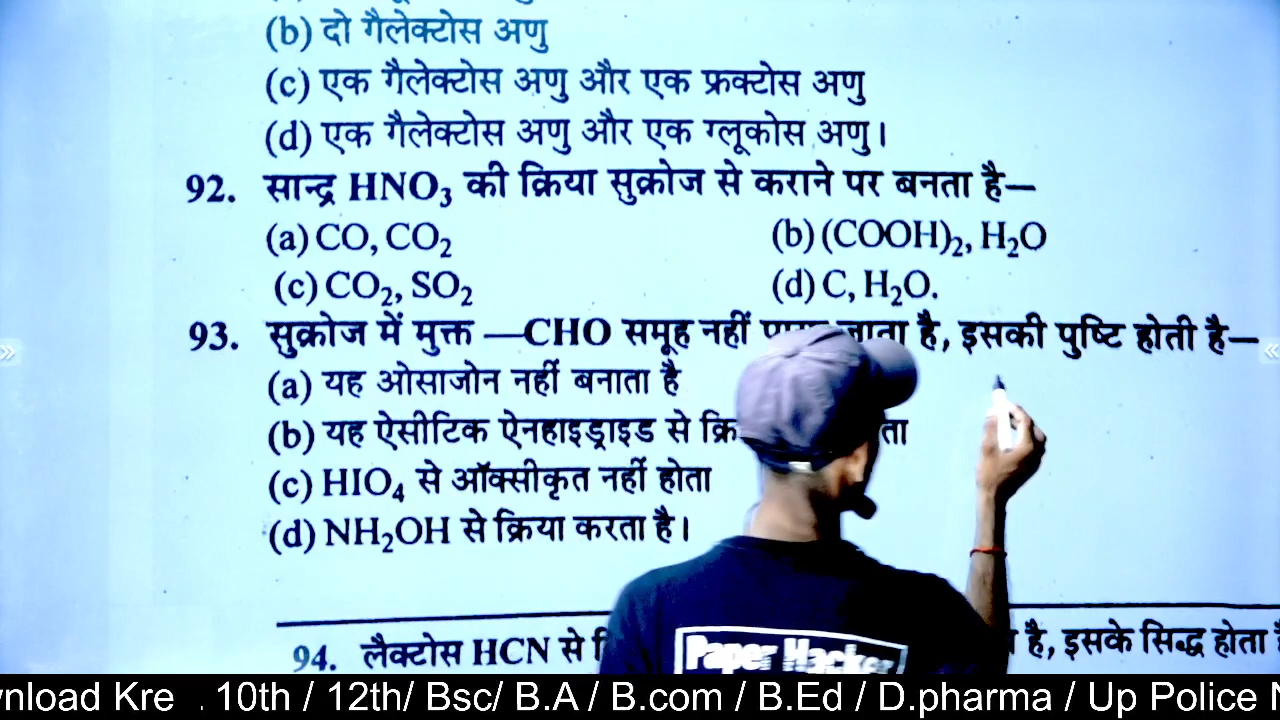 (b) दो गैलेक्टोस अणु
(c) एक गैलेक्टोस अणु और एक फ्रक्टोस अणु
(d) एक गैलेक्टोस अणु और एक ग्लूकोस अणु।
92. सान्द्र HNO₃ की क्रिया सुक्रोज से कराने पर बनता है—
(a) CO, CO₂ (b) (COOH)₂, H₂O
(c) CO₂, SO₂ (d) C, H₂O.
93. सुक्रोज में मुक्त —CHO समूह नहीं जाता है, इसकी पुष्टि होती है—
(a) यह ओसाजोन नहीं बनाता है
(b) यह ऐसीटिक ऐनहाइड्राइड से
(c) HIO₄ से ऑक्सीकृत नहीं होता
(d) NH₂OH से क्रिया करता है।
94. लैक्टोस HCN से है, इसके सिद्ध होता
Paper Hacker
Kre . 10th / 12th/ Bsc/ B.A / B.com / B.Ed / D.pharma / Up Police